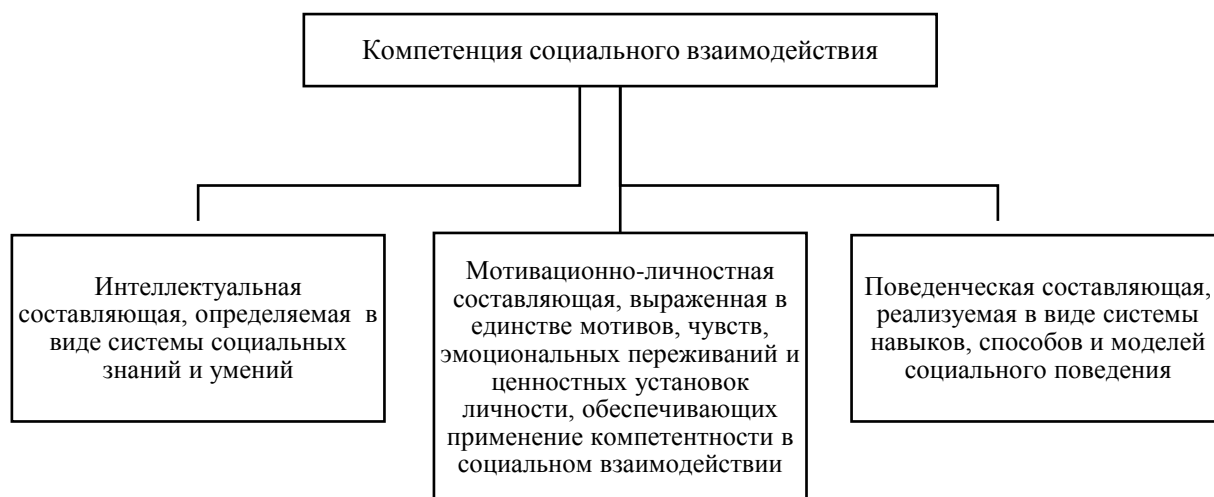 Компетенция социального взаимодействия
Интеллектуальная
составляющая, определяемая в
виде системы социальных
знаний и умений
Мотивационно-личностная
составляющая, выраженная в
единстве мотивов, чувств,
эмоциональных переживаний и
ценностных установок
личности, обеспечивающих
применение компетентности в
социальном взаимодействии
Поведенческая составляющая,
реализуемая в виде системы
навыков, способов и моделей
социального поведения